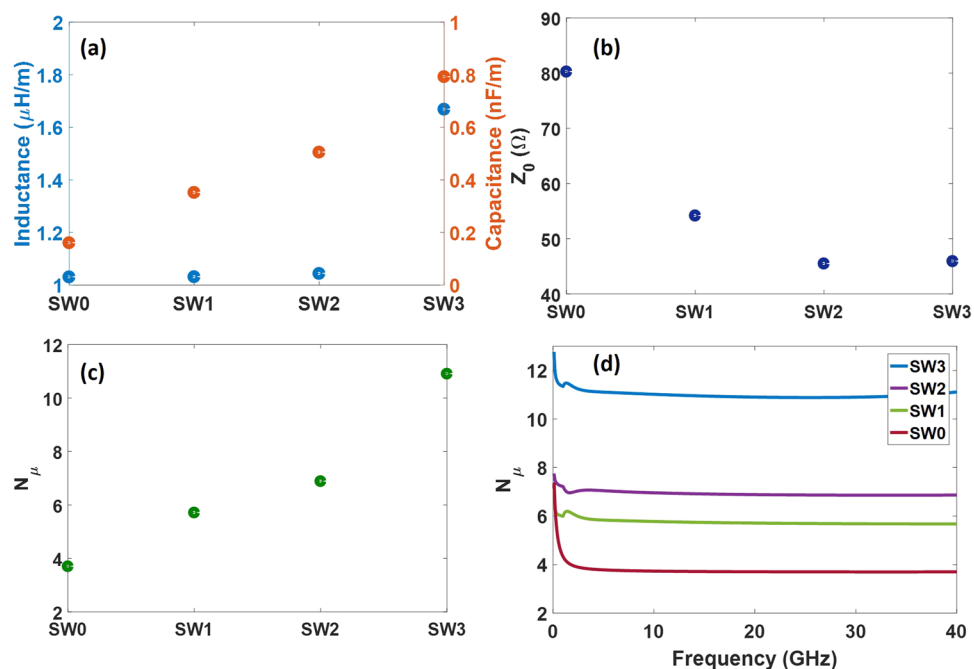 (a)
Inductance (μH/m)
2
1.8
1.6
1.4
1.2
1
Capacitance (nF/m)
1
0.8
0.6
0.4
0.2
0
SW0 SW1 SW2 SW3
(b)
Z₀ (Ω)
90
80
70
60
50
40
SW0 SW1 SW2 SW3
(c)
N_μ
12
10
8
6
4
2
SW0 SW1 SW2 SW3
(d)
N_μ
12
10
8
6
4
2
SW3
SW2
SW1
SW0
0 10 20 30 40
Frequency (GHz)